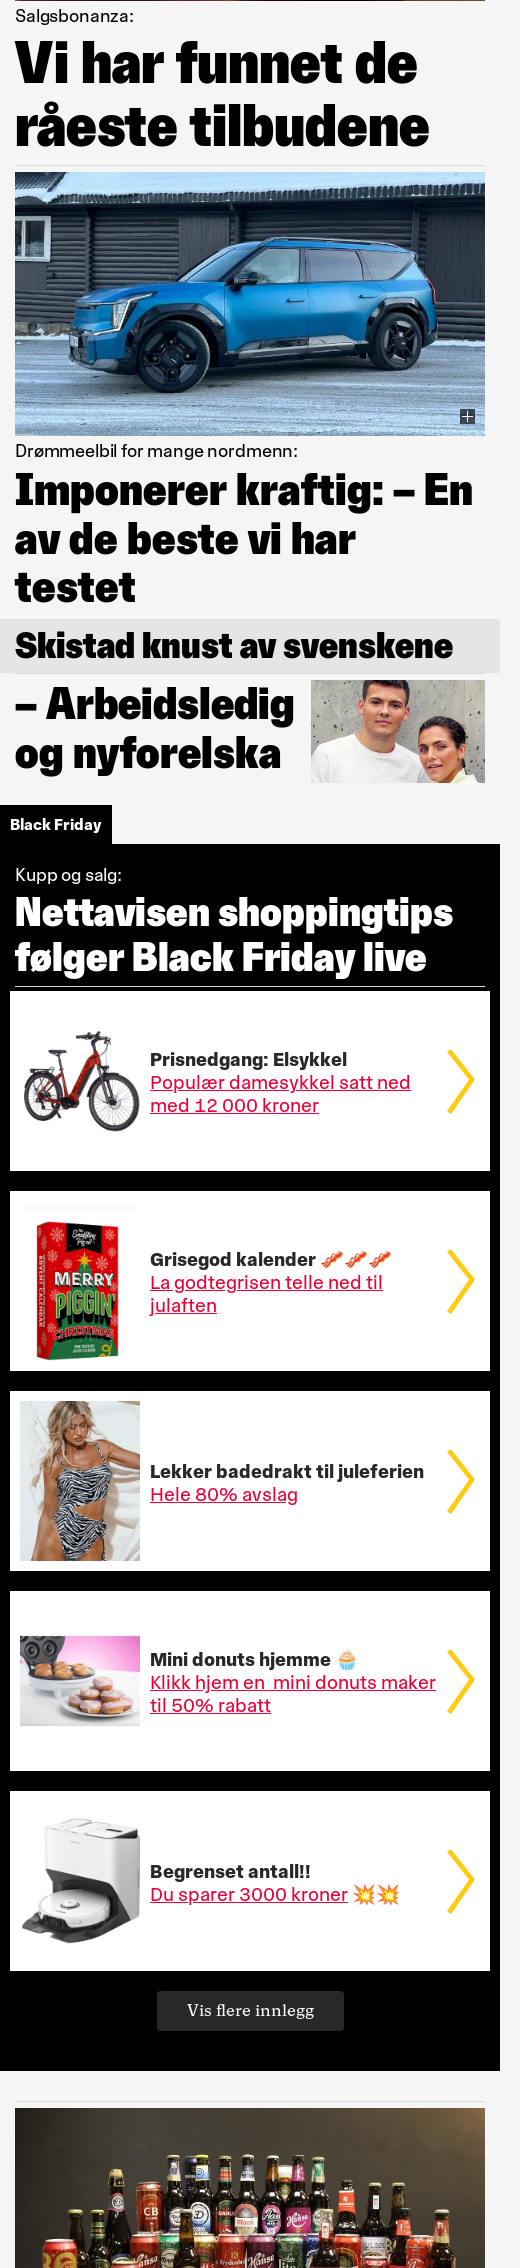 Salgsbonanza:
Vi har funnet de
råeste tilbudene
Drømmeelbil for mange nordmenn:
Imponerer kraftig: – En
av de beste vi har
testet
Skistad knust av svenskene
– Arbeidsledig
og nyforelska
Black Friday
Kupp og salg:
Nettavisen shoppingtips
følger Black Friday live
Prisnedgang: Elsykkel
Populær damesykkel satt ned
med 12 000 kroner
Grisegod kalender 🥓🥓🥓
La godtegrisen telle ned til
julaften
MERRY
PIGGIN'
CHRISTMAS
Lekker badedrakt til juleferien
Hele 80% avslag
Mini donuts hjemme 🧁
Klikk hjem en mini donuts maker
til 50% rabatt
Begrenset antall!!
Du sparer 3000 kroner 💥💥
Vis flere innlegg
CB
Hansa